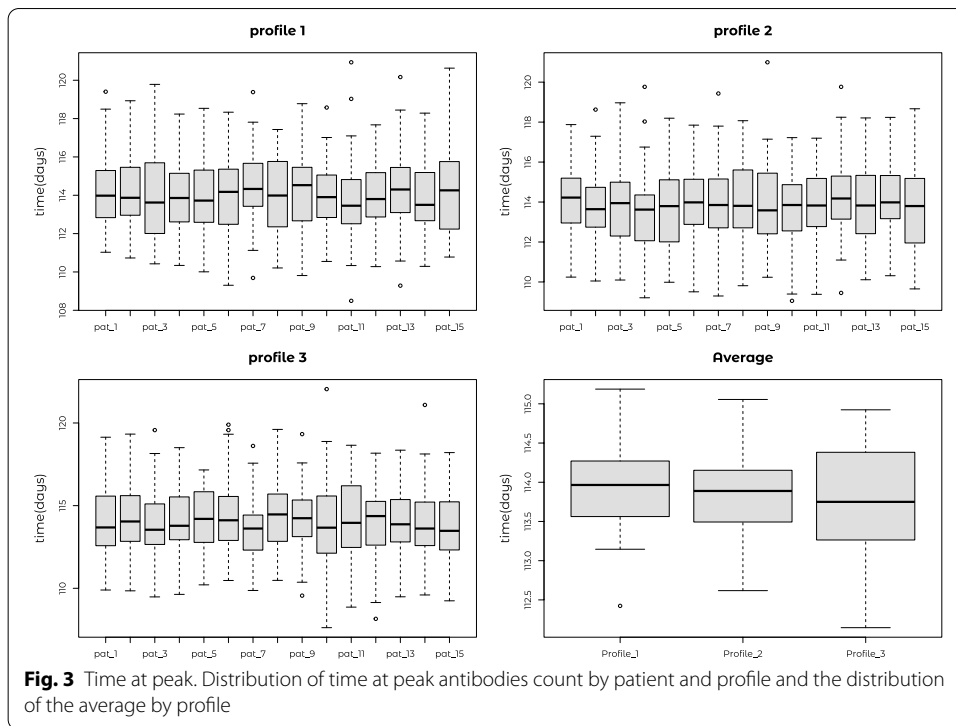 profile 1
time(days)
120
118
116
114
112
110
108
pat_1
pat_3
pat_5
pat_7
pat_9
pat_11
pat_13
pat_15
profile 2
time(days)
120
118
116
114
112
110
pat_1
pat_3
pat_5
pat_7
pat_9
pat_11
pat_13
pat_15
profile 3
time(days)
120
115
110
pat_1
pat_3
pat_5
pat_7
pat_9
pat_11
pat_13
pat_15
Average
time(days)
115.0
114.5
114.0
113.5
113.0
112.5
Profile_1
Profile_2
Profile_3
Fig. 3 Time at peak. Distribution of time at peak antibodies count by patient and profile and the distribution
of the average by profile